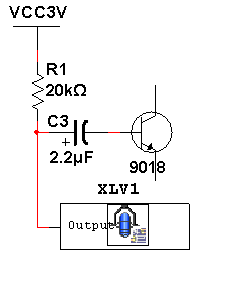 VCC3V
R1
20kΩ
C3
+
2.2µF
9018
XLV1
Output